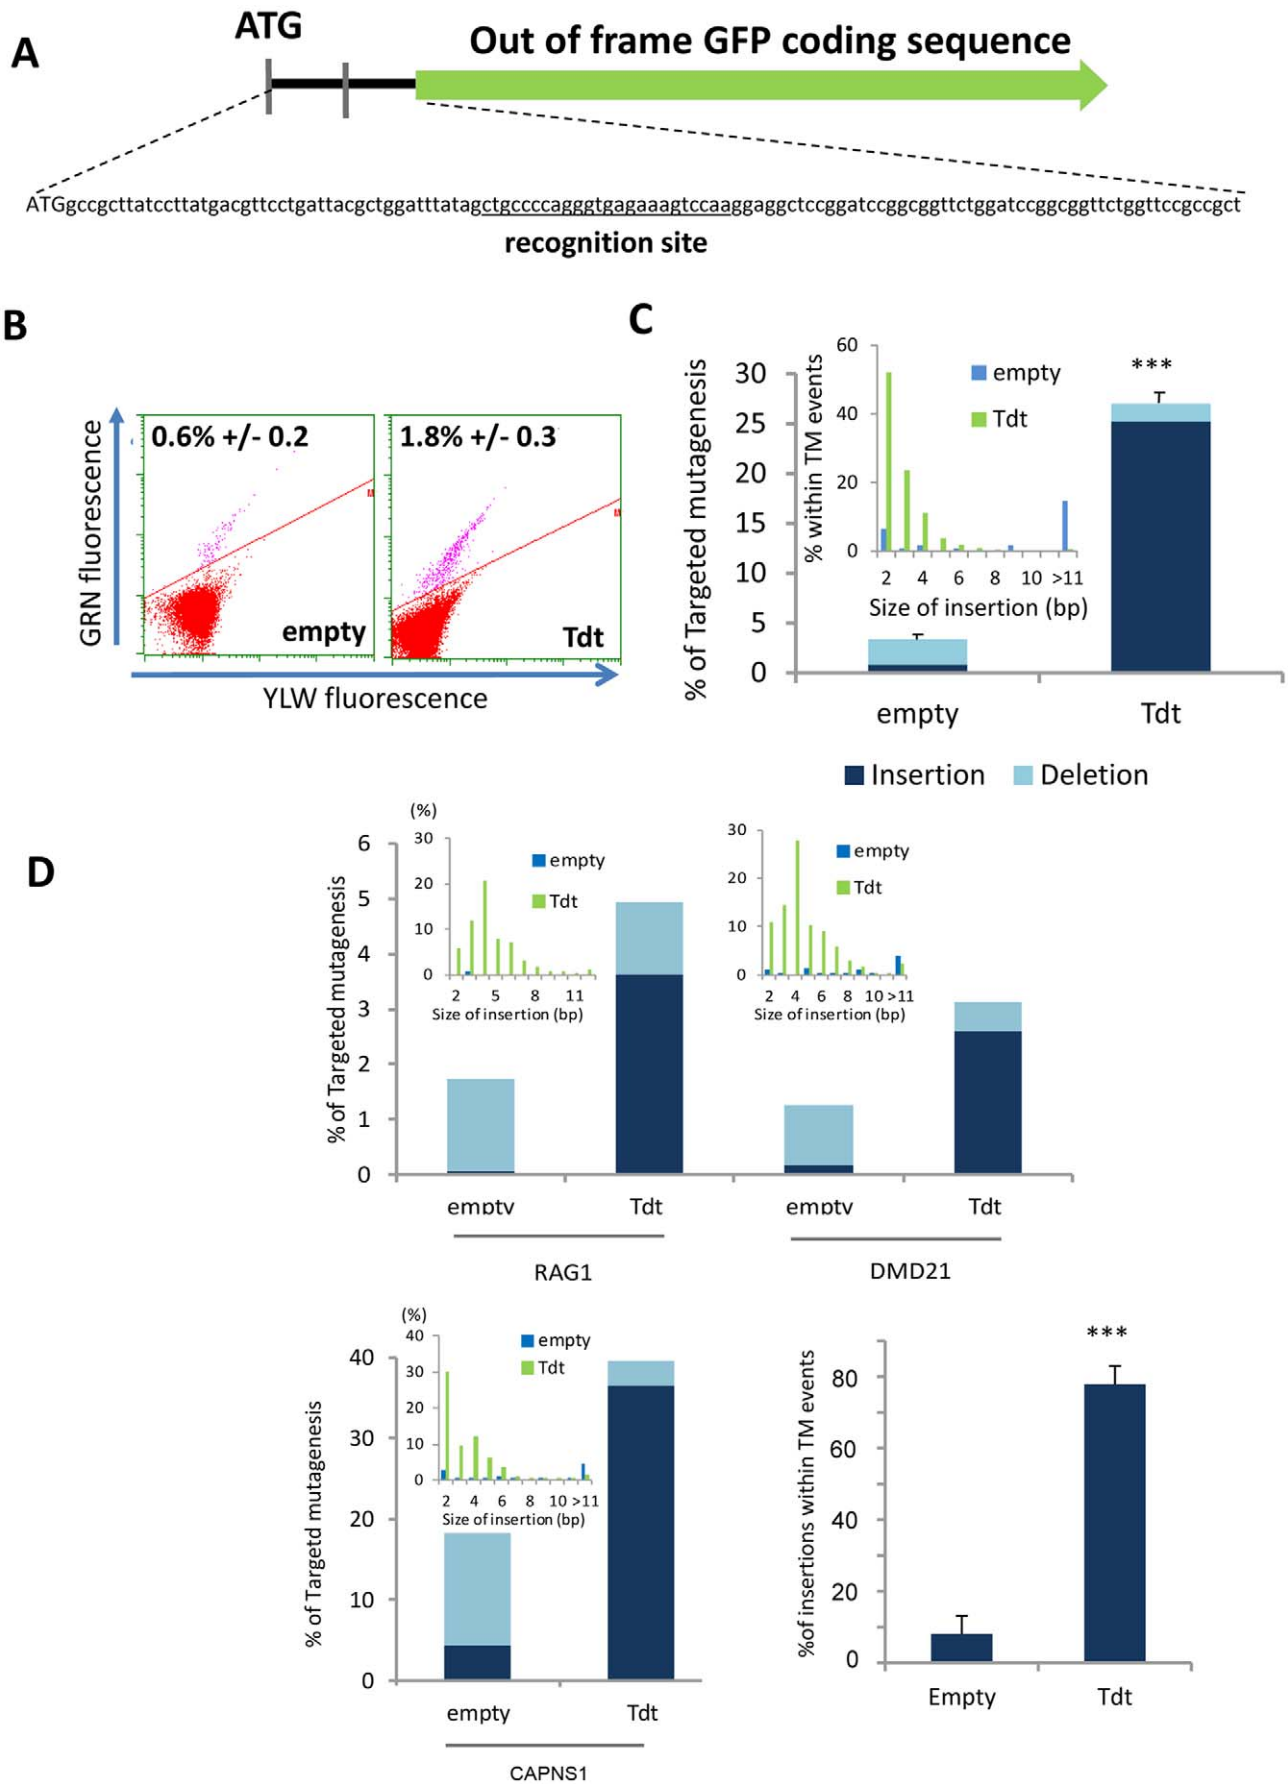 A
ATG
Out of frame GFP coding sequence
ATGgccgcttatccttatgacgttcctgattacgctggatttatagctgccccagggtgagaaagtccaaggaggctccggatccggcggttctggatccggcggttctggttccgccgct
recognition site
B
GRN fluorescence
0.6% +/- 0.2
empty
1.8% +/- 0.3
Tdt
YLW fluorescence
C
% of Targeted mutagenesis
30
25
20
15
10
5
0
% within TM events
60
40
20
0
empty
Tdt
2 4 6 8 10 >11
Size of insertion (bp)
***
empty
Tdt
Insertion
Deletion
D
% of Targeted mutagenesis
6
5
4
3
2
1
0
(%)
30
20
10
0
empty
Tdt
2 5 8 11
Size of insertion (bp)
30
20
10
0
empty
Tdt
2 4 6 8 10 >11
Size of insertion (bp)
empty Tdt empty Tdt
RAG1
DMD21
% of Targetd mutagenesis
40
30
20
10
0
(%)
40
30
20
10
0
empty
Tdt
2 4 6 8 10 >11
Size of insertion (bp)
empty Tdt
CAPNS1
%of insertions within TM events
80
60
40
20
0
***
Empty
Tdt